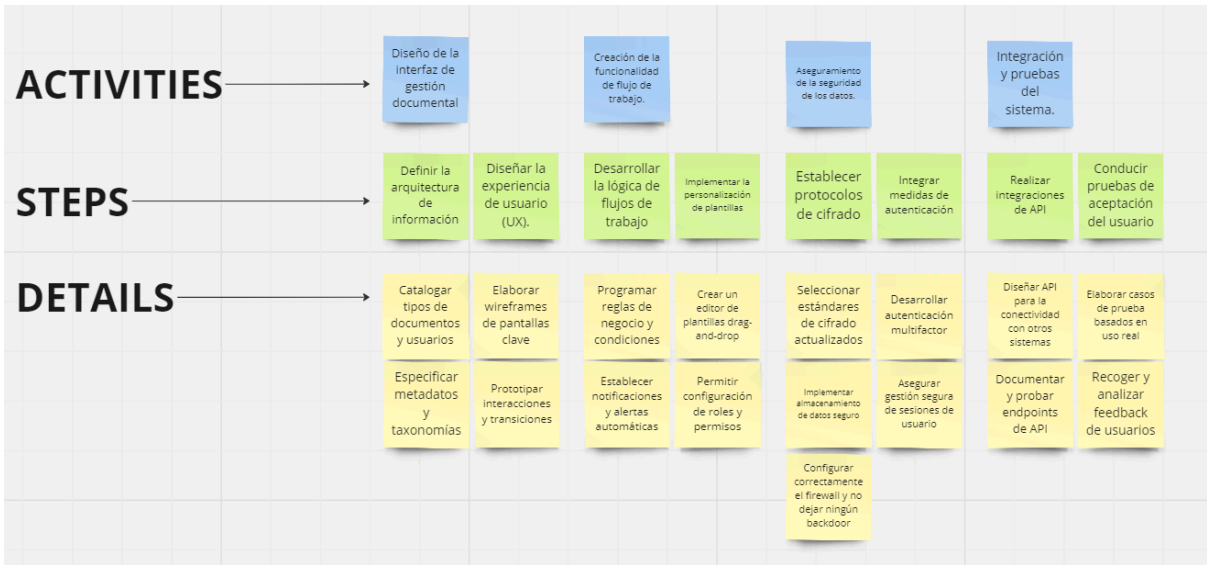 ACTIVITIES
Diseño de la
interfaz de
gestión
documental
Creación de la
funcionalidad
de flujo de
trabajo.
Aseguramiento
de la seguridad
de los datos.
Integración
y pruebas
del
sistema.
STEPS
Definir la
arquitectura
de
información
Diseñar la
experiencia
de usuario
(UX).
Desarrollar
la lógica de
flujos de
trabajo
Implementar la
personalización
de plantillas
Establecer
protocolos
de cifrado
Integrar
medidas de
autenticación
Realizar
integraciones
de API
Conducir
pruebas de
aceptación
del usuario
DETAILS
Catalogar
tipos de
documentos
y usuarios
Elaborar
wireframes
de pantallas
clave
Programar
reglas de
negocio y
condiciones
Crear un
editor de
plantillas drag-
and-drop
Seleccionar
estándares
de cifrado
actualizados
Desarrollar
autenticación
multifactor
Diseñar API
para la
conectividad
con otros
sistemas
Elaborar casos
de prueba
basados en
uso real
Especificar
metadatos
y
taxonomías
Prototipar
interacciones
y transiciones
Establecer
notificaciones
y alertas
automáticas
Permitir
configuración
de roles y
permisos
Implementar
almacenamiento
de datos seguro
Asegurar
gestión segura
de sesiones de
usuario
Documentar
y probar
endpoints
de API
Recoger y
analizar
feedback
de usuarios
Configurar
correctamente
el firewall y no
dejar ningún
backdoor